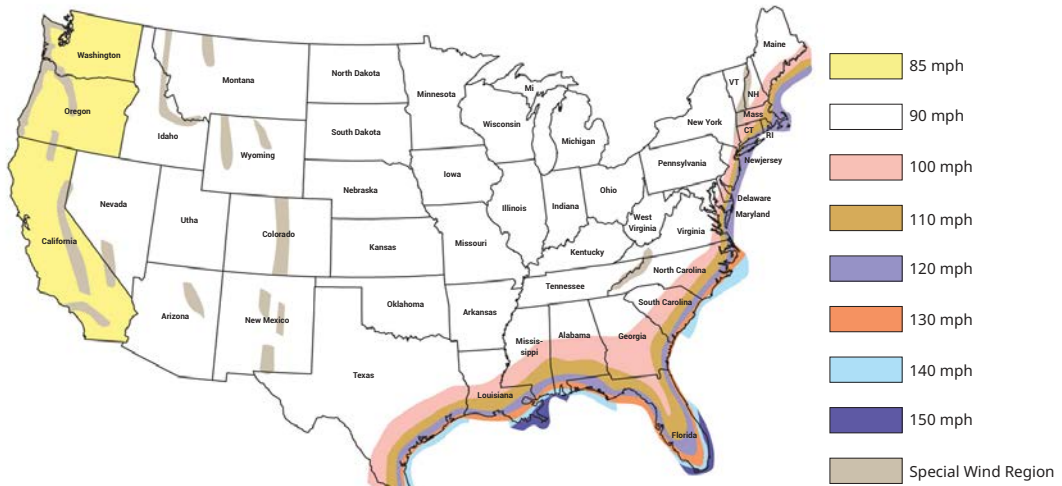 Washington
Oregon
California
Nevada
Idaho
Montana
Wyoming
Utha
Colorado
Arizona
New Mexico
North Dakota
South Dakota
Nebraska
Kansas
Oklahoma
Texas
Minnesota
Iowa
Missouri
Arkansas
Louisiana
Wisconsin
Mi
Michigan
Illinois
Indiana
Ohio
Kentucky
Tennessee
Missis-
sippi
Alabama
Georgia
Florida
South Carolina
North Carolina
Virginia
West
Virginia
Pennsylvania
New York
VT
NH
Maine
Mass
CT
RI
Newjersey
Delaware
Maryland
85 mph
90 mph
100 mph
110 mph
120 mph
130 mph
140 mph
150 mph
Special Wind Region